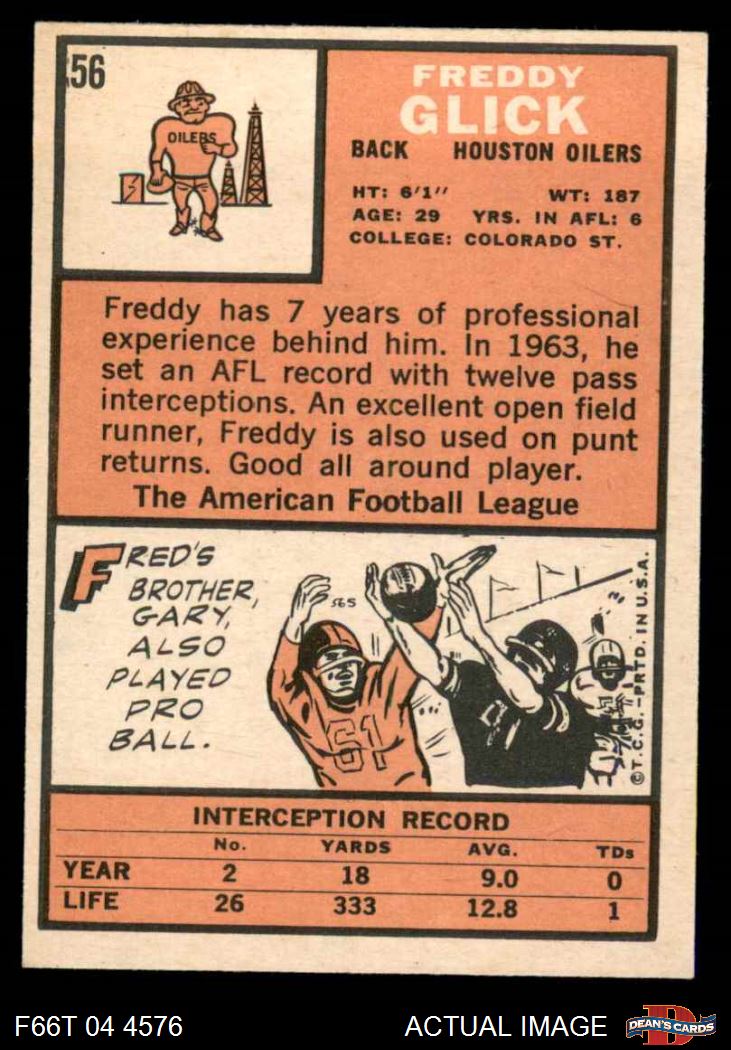 56
OILERS
FREDDY
GLICK
BACK HOUSTON OILERS
HT: 6'1" WT: 187
AGE: 29 YRS. IN AFL: 6
COLLEGE: COLORADO ST.
Freddy has 7 years of professional
experience behind him. In 1963, he
set an AFL record with twelve pass
interceptions. An excellent open field
runner, Freddy is also used on punt
returns. Good all around player.
The American Football League
FRED'S
BROTHER,
GARY,
ALSO
PLAYED
PRO
BALL.
61
© T.C.G. -PRTD. IN U.S.A.
INTERCEPTION RECORD
No. YARDS AVG. TDs
YEAR 2 18 9.0 0
LIFE 26 333 12.8 1
F66T 04 4576 ACTUAL IMAGE
D
DEAN'S CARDS